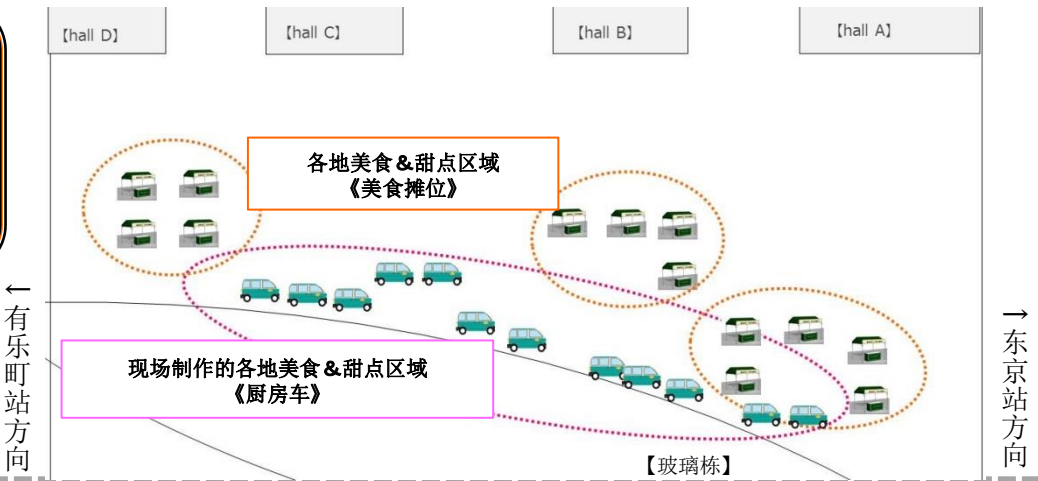 【hall D】
【hall C】
【hall B】
【hall A】
各地美食&甜点区域
《美食摊位》
←有乐町站方向
→东京站方向
现场制作的各地美食&甜点区域
《厨房车》
【玻璃栋】